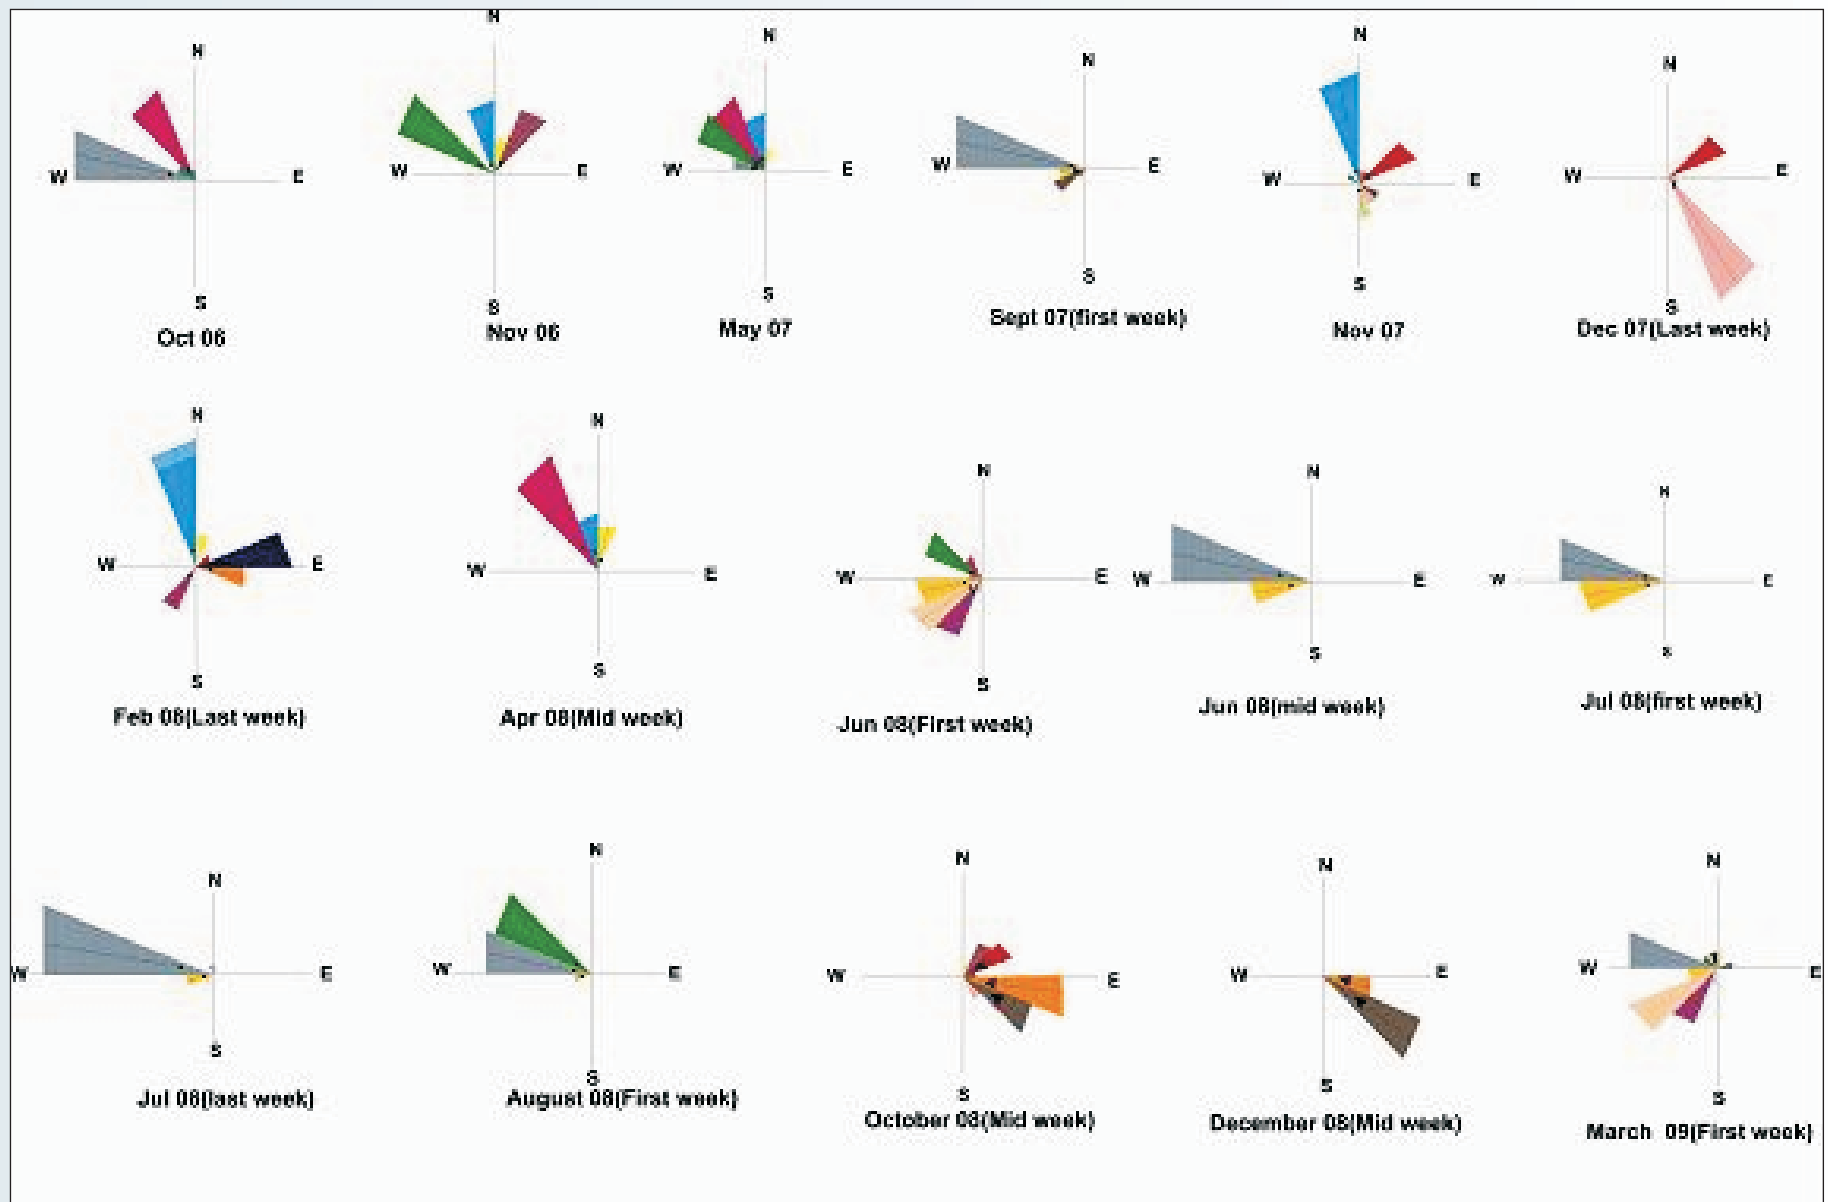 N
W E
S
Oct 06
N
W E
S
Nov 06
N
W E
S
May 07
N
W E
S
Sept 07(first week)
N
W E
S
Nov 07
N
W E
S
Dec 07(Last week)
N
W E
S
Feb 08(Last week)
N
W E
S
Apr 08(Mid week)
N
W E
S
Jun 08(First week)
N
W E
S
Jun 08(mid week)
N
W E
S
Jul 08(first week)
N
W E
S
Jul 08(last week)
N
W E
S
August 08(First week)
N
W E
S
October 08(Mid week)
N
W E
S
December 08(Mid week)
N
W E
S
March 09(First week)